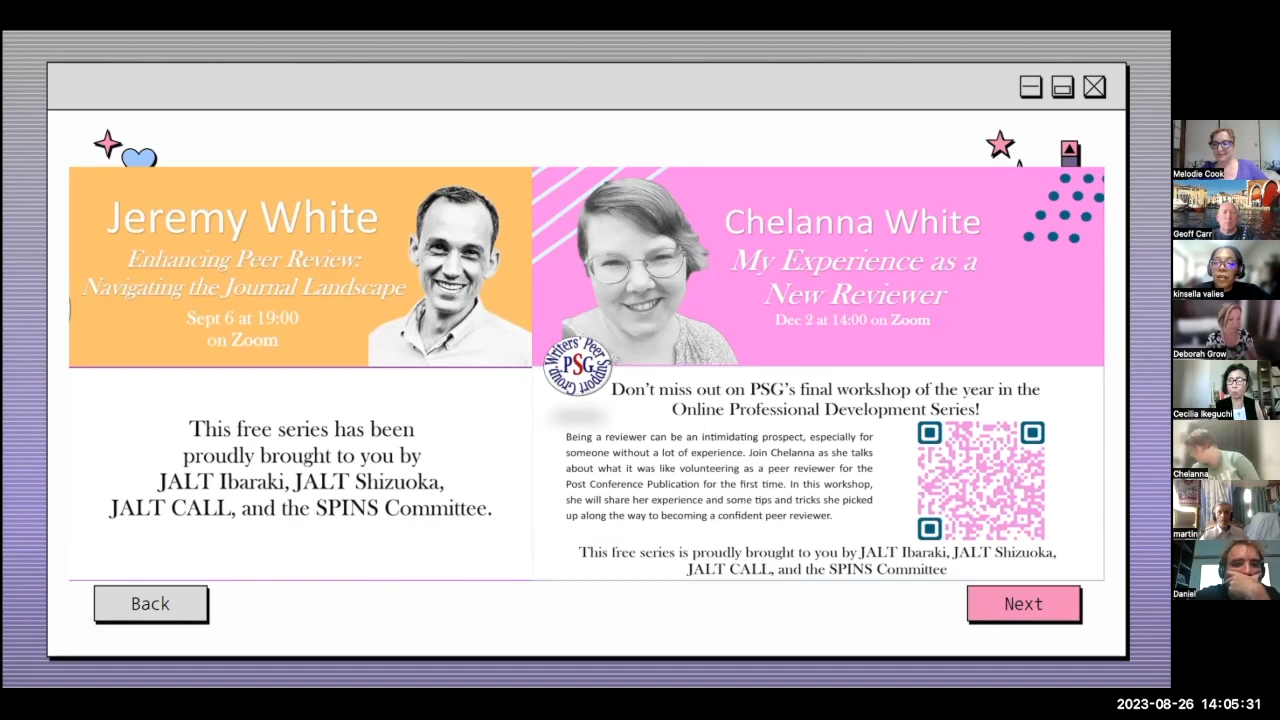 Jeremy White
Enhancing Peer Review:
Navigating the Journal Landscape
Sept 6 at 19:00
on Zoom
This free series has been
proudly brought to you by
JALT Ibaraki, JALT Shizuoka,
JALT CALL, and the SPINS Committee.
Chelanna White
My Experience as a
New Reviewer
Dec 2 at 14:00 on Zoom
Writers' Peer
PSG
Support Group
Don't miss out on PSG's final workshop of the year in the
Online Professional Development Series!
Being a reviewer can be an intimidating prospect, especially for
someone without a lot of experience. Join Chelanna as she talks
about what it was like volunteering as a peer reviewer for the
Post Conference Publication for the first time. In this workshop,
she will share her experience and some tips and tricks she picked
up along the way to becoming a confident peer reviewer.
This free series is proudly brought to you by JALT Ibaraki, JALT Shizuoka,
JALT CALL, and the SPINS Committee
Back
Next
Melodie Cook
Geoff Carr
kinsella valies
Deborah Grow
Cecilia Ikeguchi
Chelanna
martin
Daniel
2023-08-26 14:05:31